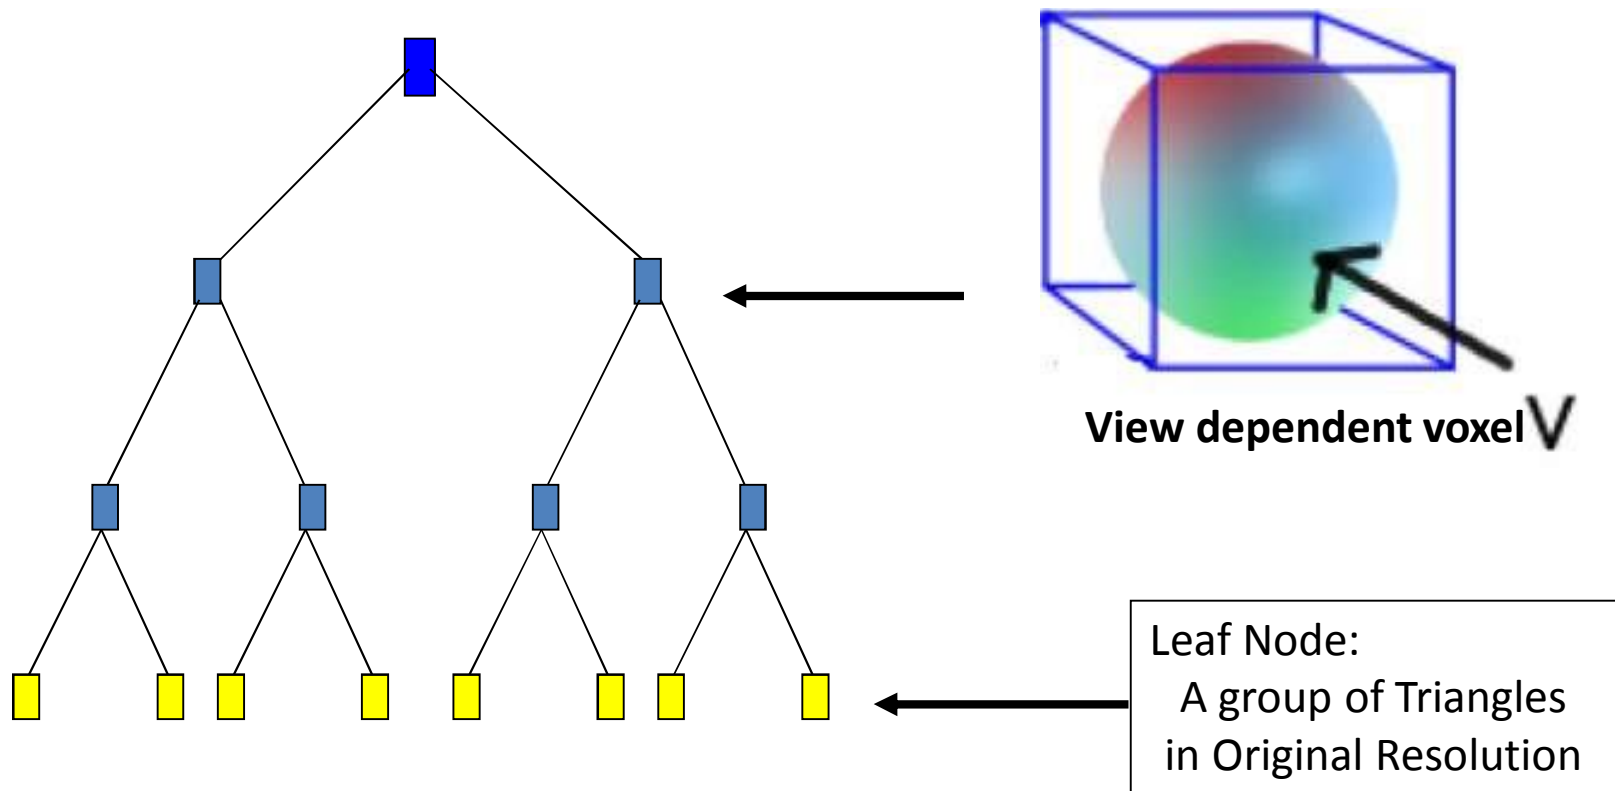 View dependent voxel V
Leaf Node:
A group of Triangles
in Original Resolution